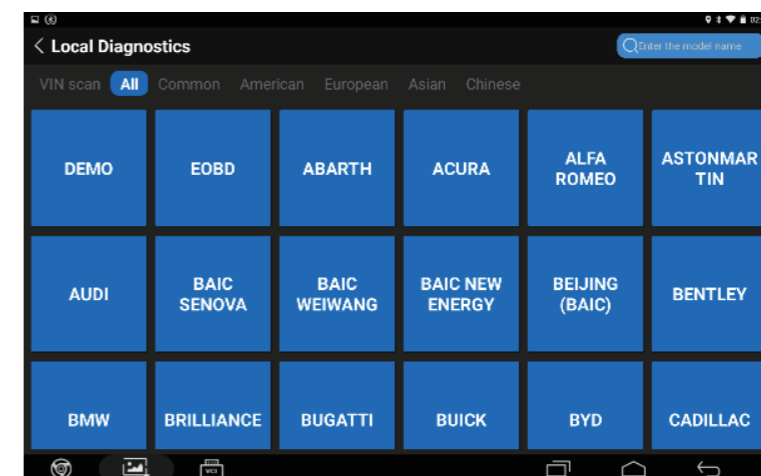 02:
Local Diagnostics
Enter the model name
VIN scan All Common American European Asian Chinese
DEMO
EOBD
ABARTH
ACURA
ALFA
ROMEO
ASTONMAR
TIN
AUDI
BAIC
SENOVA
BAIC
WEIWANG
BAIC NEW
ENERGY
BEIJING
(BAIC)
BENTLEY
BMW
BRILLIANCE
BUGATTI
BUICK
BYD
CADILLAC
VCI